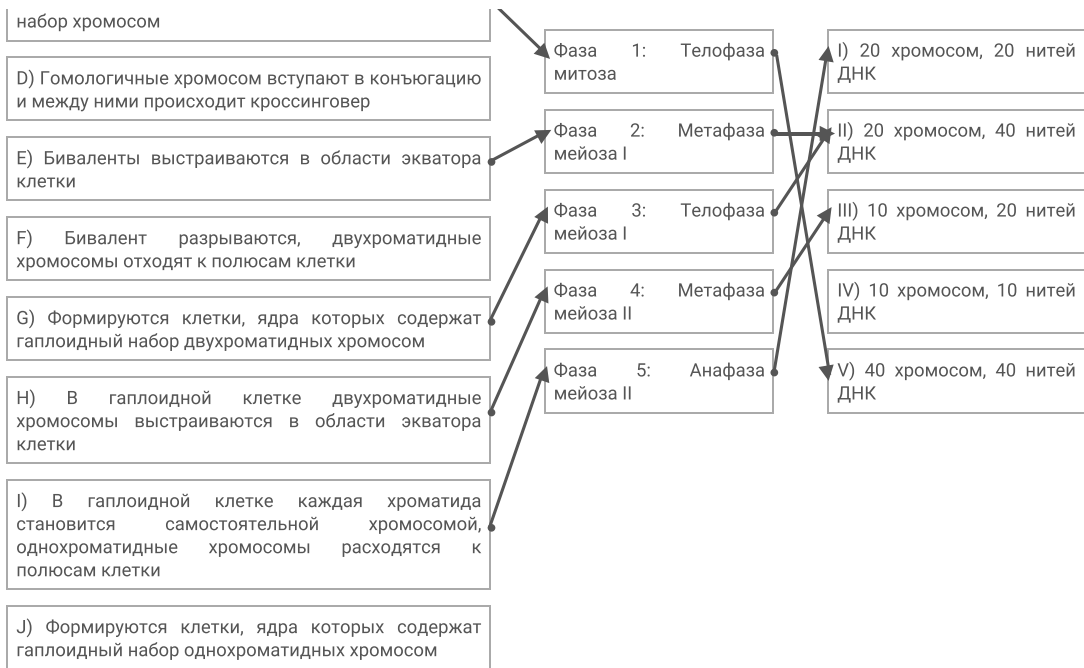 набор хромосом
D) Гомологичные хромосом вступают в конъюгацию
и между ними происходит кроссинговер
E) Биваленты выстраиваются в области экватора
клетки
F) Бивалент разрываются, двухроматидные
хромосомы отходят к полюсам клетки
G) Формируются клетки, ядра которых содержат
гаплоидный набор двухроматидных хромосом
H) В гаплоидной клетке двухроматидные
хромосомы выстраиваются в области экватора
клетки
I) В гаплоидной клетке каждая хроматида
становится самостоятельной хромосомой,
однохроматидные хромосомы расходятся к
полюсам клетки
J) Формируются клетки, ядра которых содержат
гаплоидный набор однохроматидных хромосом
Фаза 1: Телофаза
митоза
Фаза 2: Метафаза
мейоза I
Фаза 3: Телофаза
мейоза I
Фаза 4: Метафаза
мейоза II
Фаза 5: Анафаза
мейоза II
I) 20 хромосом, 20 нитей
ДНК
II) 20 хромосом, 40 нитей
ДНК
III) 10 хромосом, 20 нитей
ДНК
IV) 10 хромосом, 10 нитей
ДНК
V) 40 хромосом, 40 нитей
ДНК